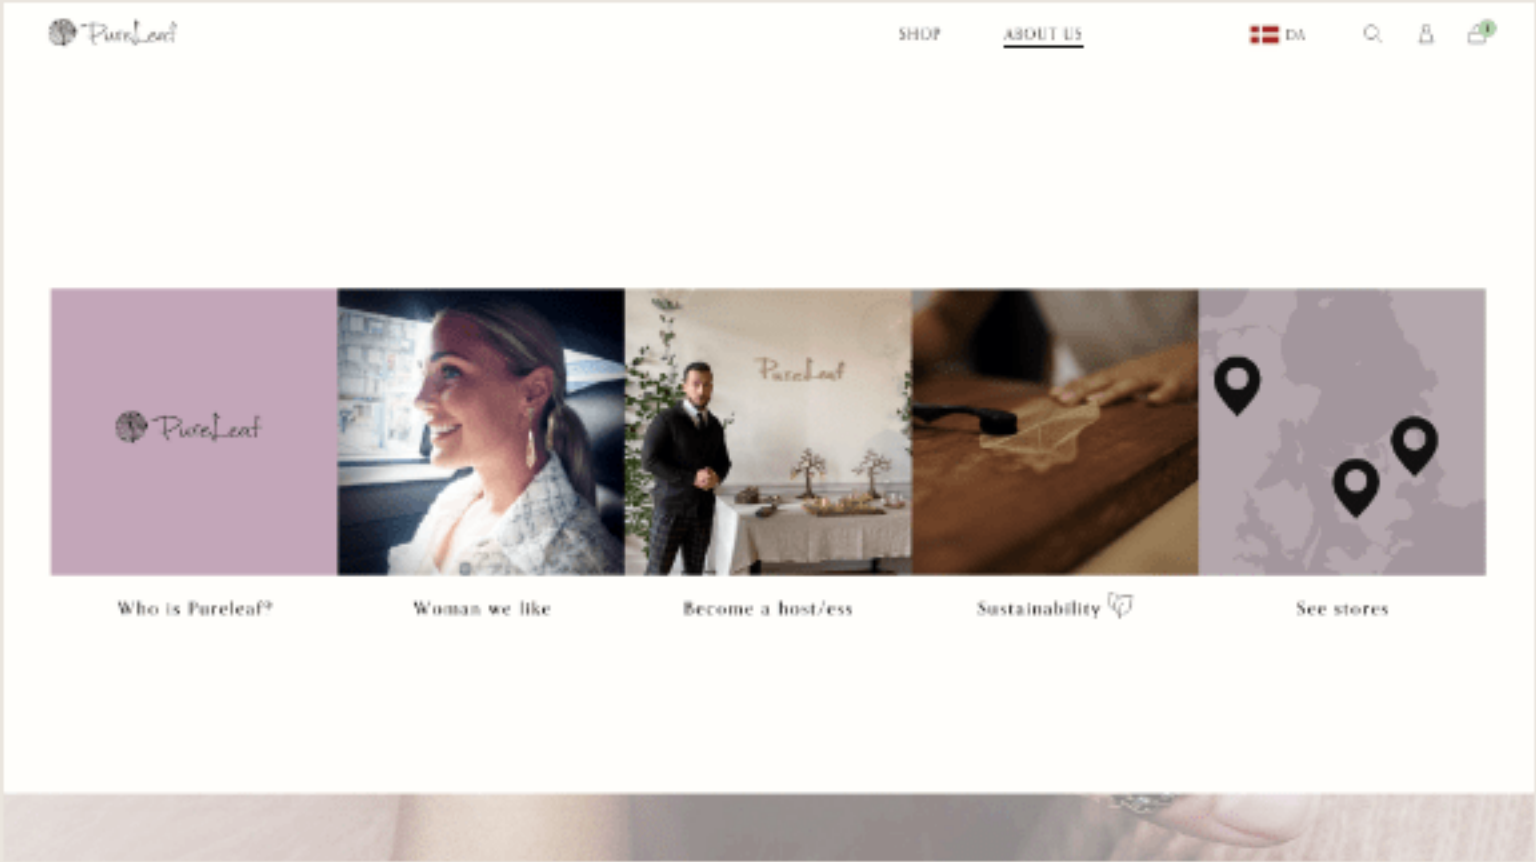 PureLeaf
SHOP
ABOUT US
DA
1
PureLeaf
PureLeaf
Who is Pureleaf?
Woman we like
Become a host/ess
Sustainability
See stores